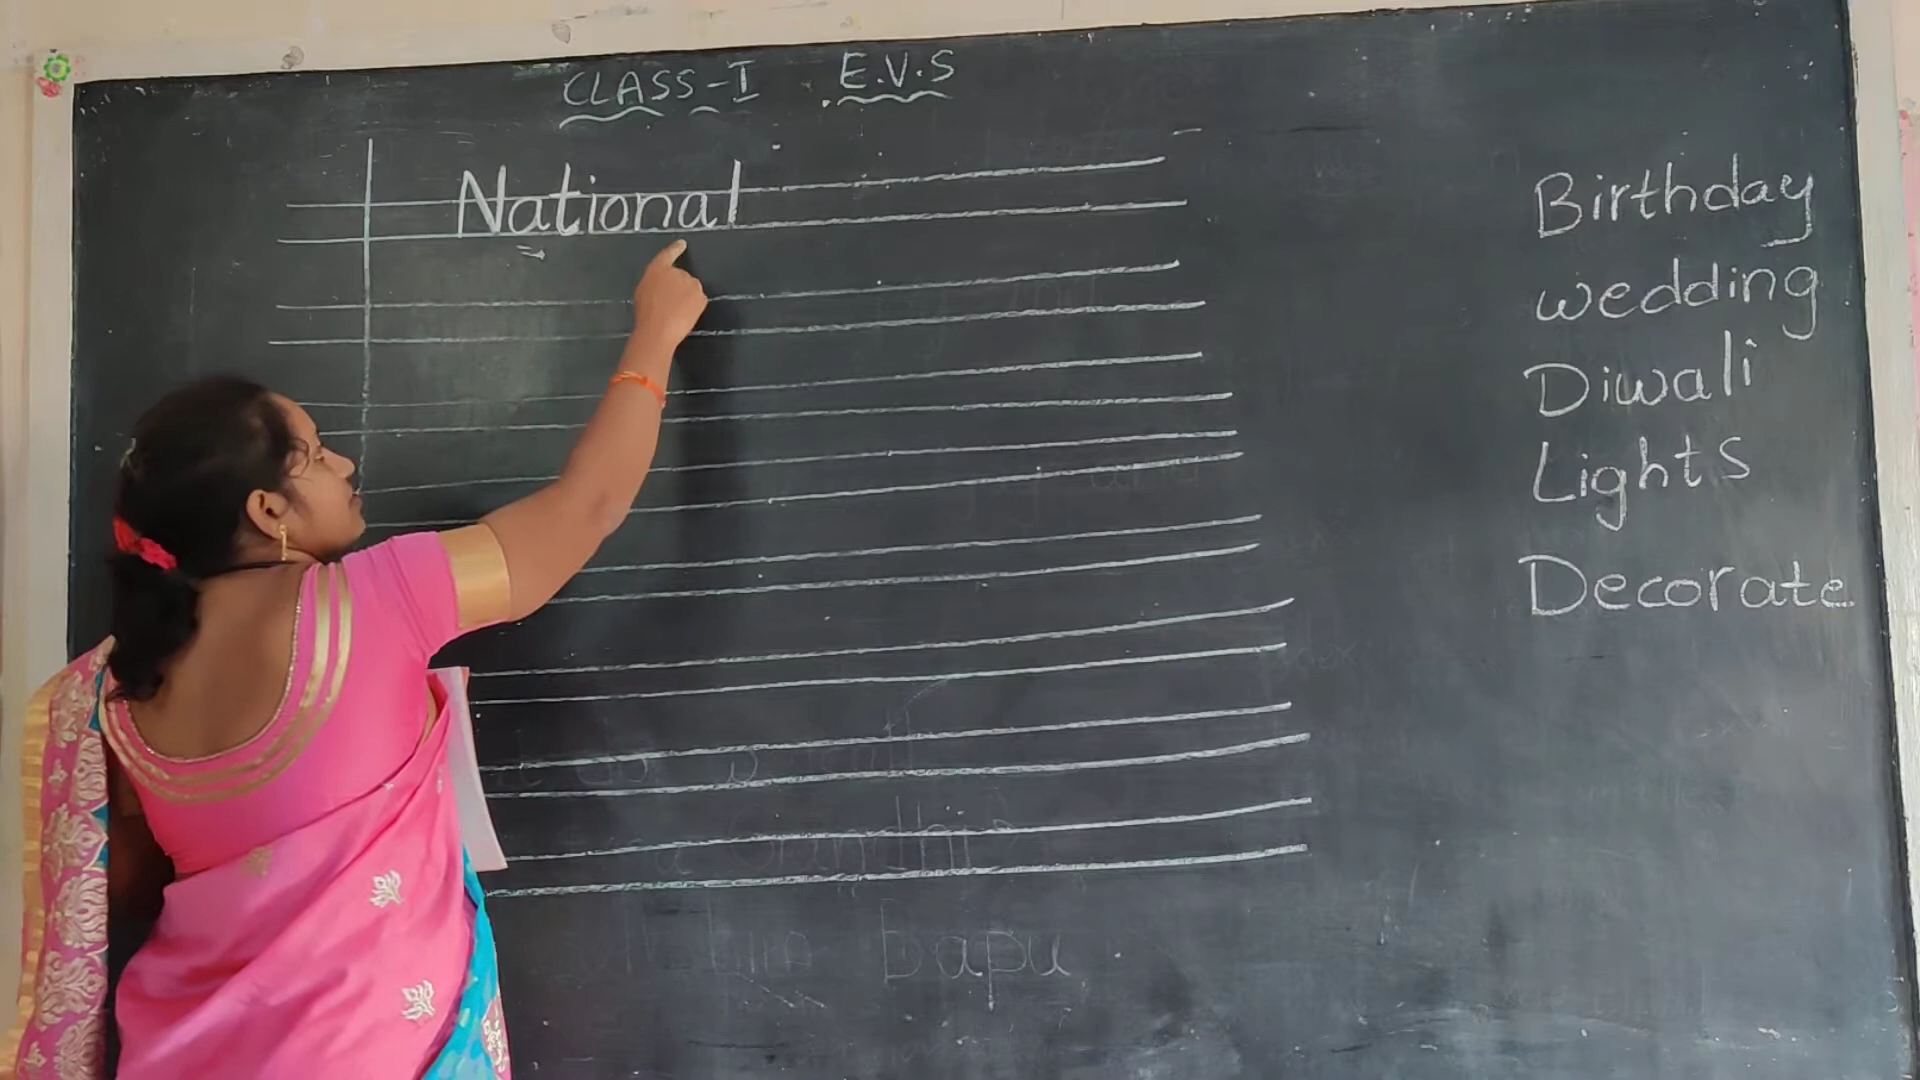 CLASS-I E.V.S
National
Birthday
wedding
Diwali
Lights
Decorate
bapu